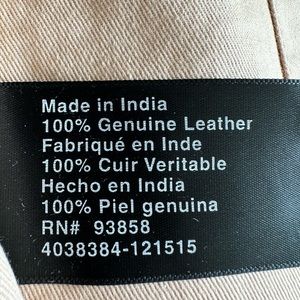 Made in India
100% Genuine Leather
Fabriqué en Inde
100% Cuir Veritable
Hecho en India
100% Piel genuina
RN# 93858
4038384-121515